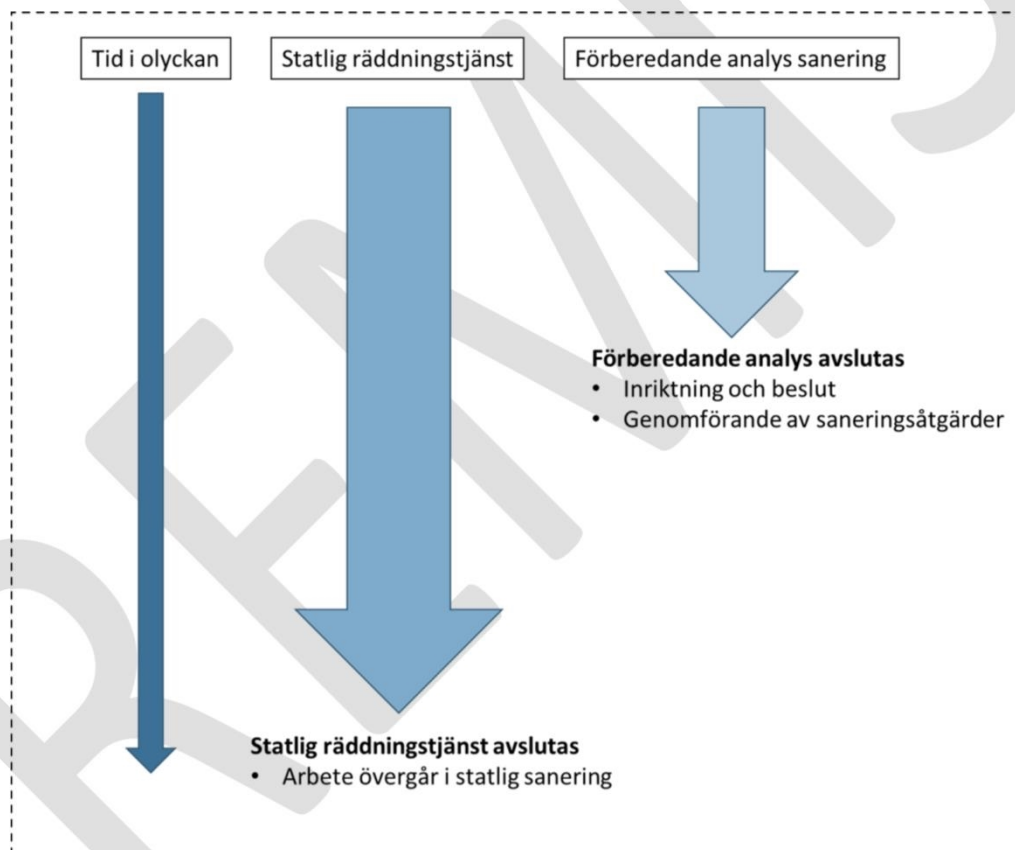 Tid i olyckan
Statlig räddningstjänst
Förberedande analys sanering
Förberedande analys avslutas
• Inriktning och beslut
• Genomförande av saneringsåtgärder
Statlig räddningstjänst avslutas
• Arbete övergår i statlig sanering
REMIS